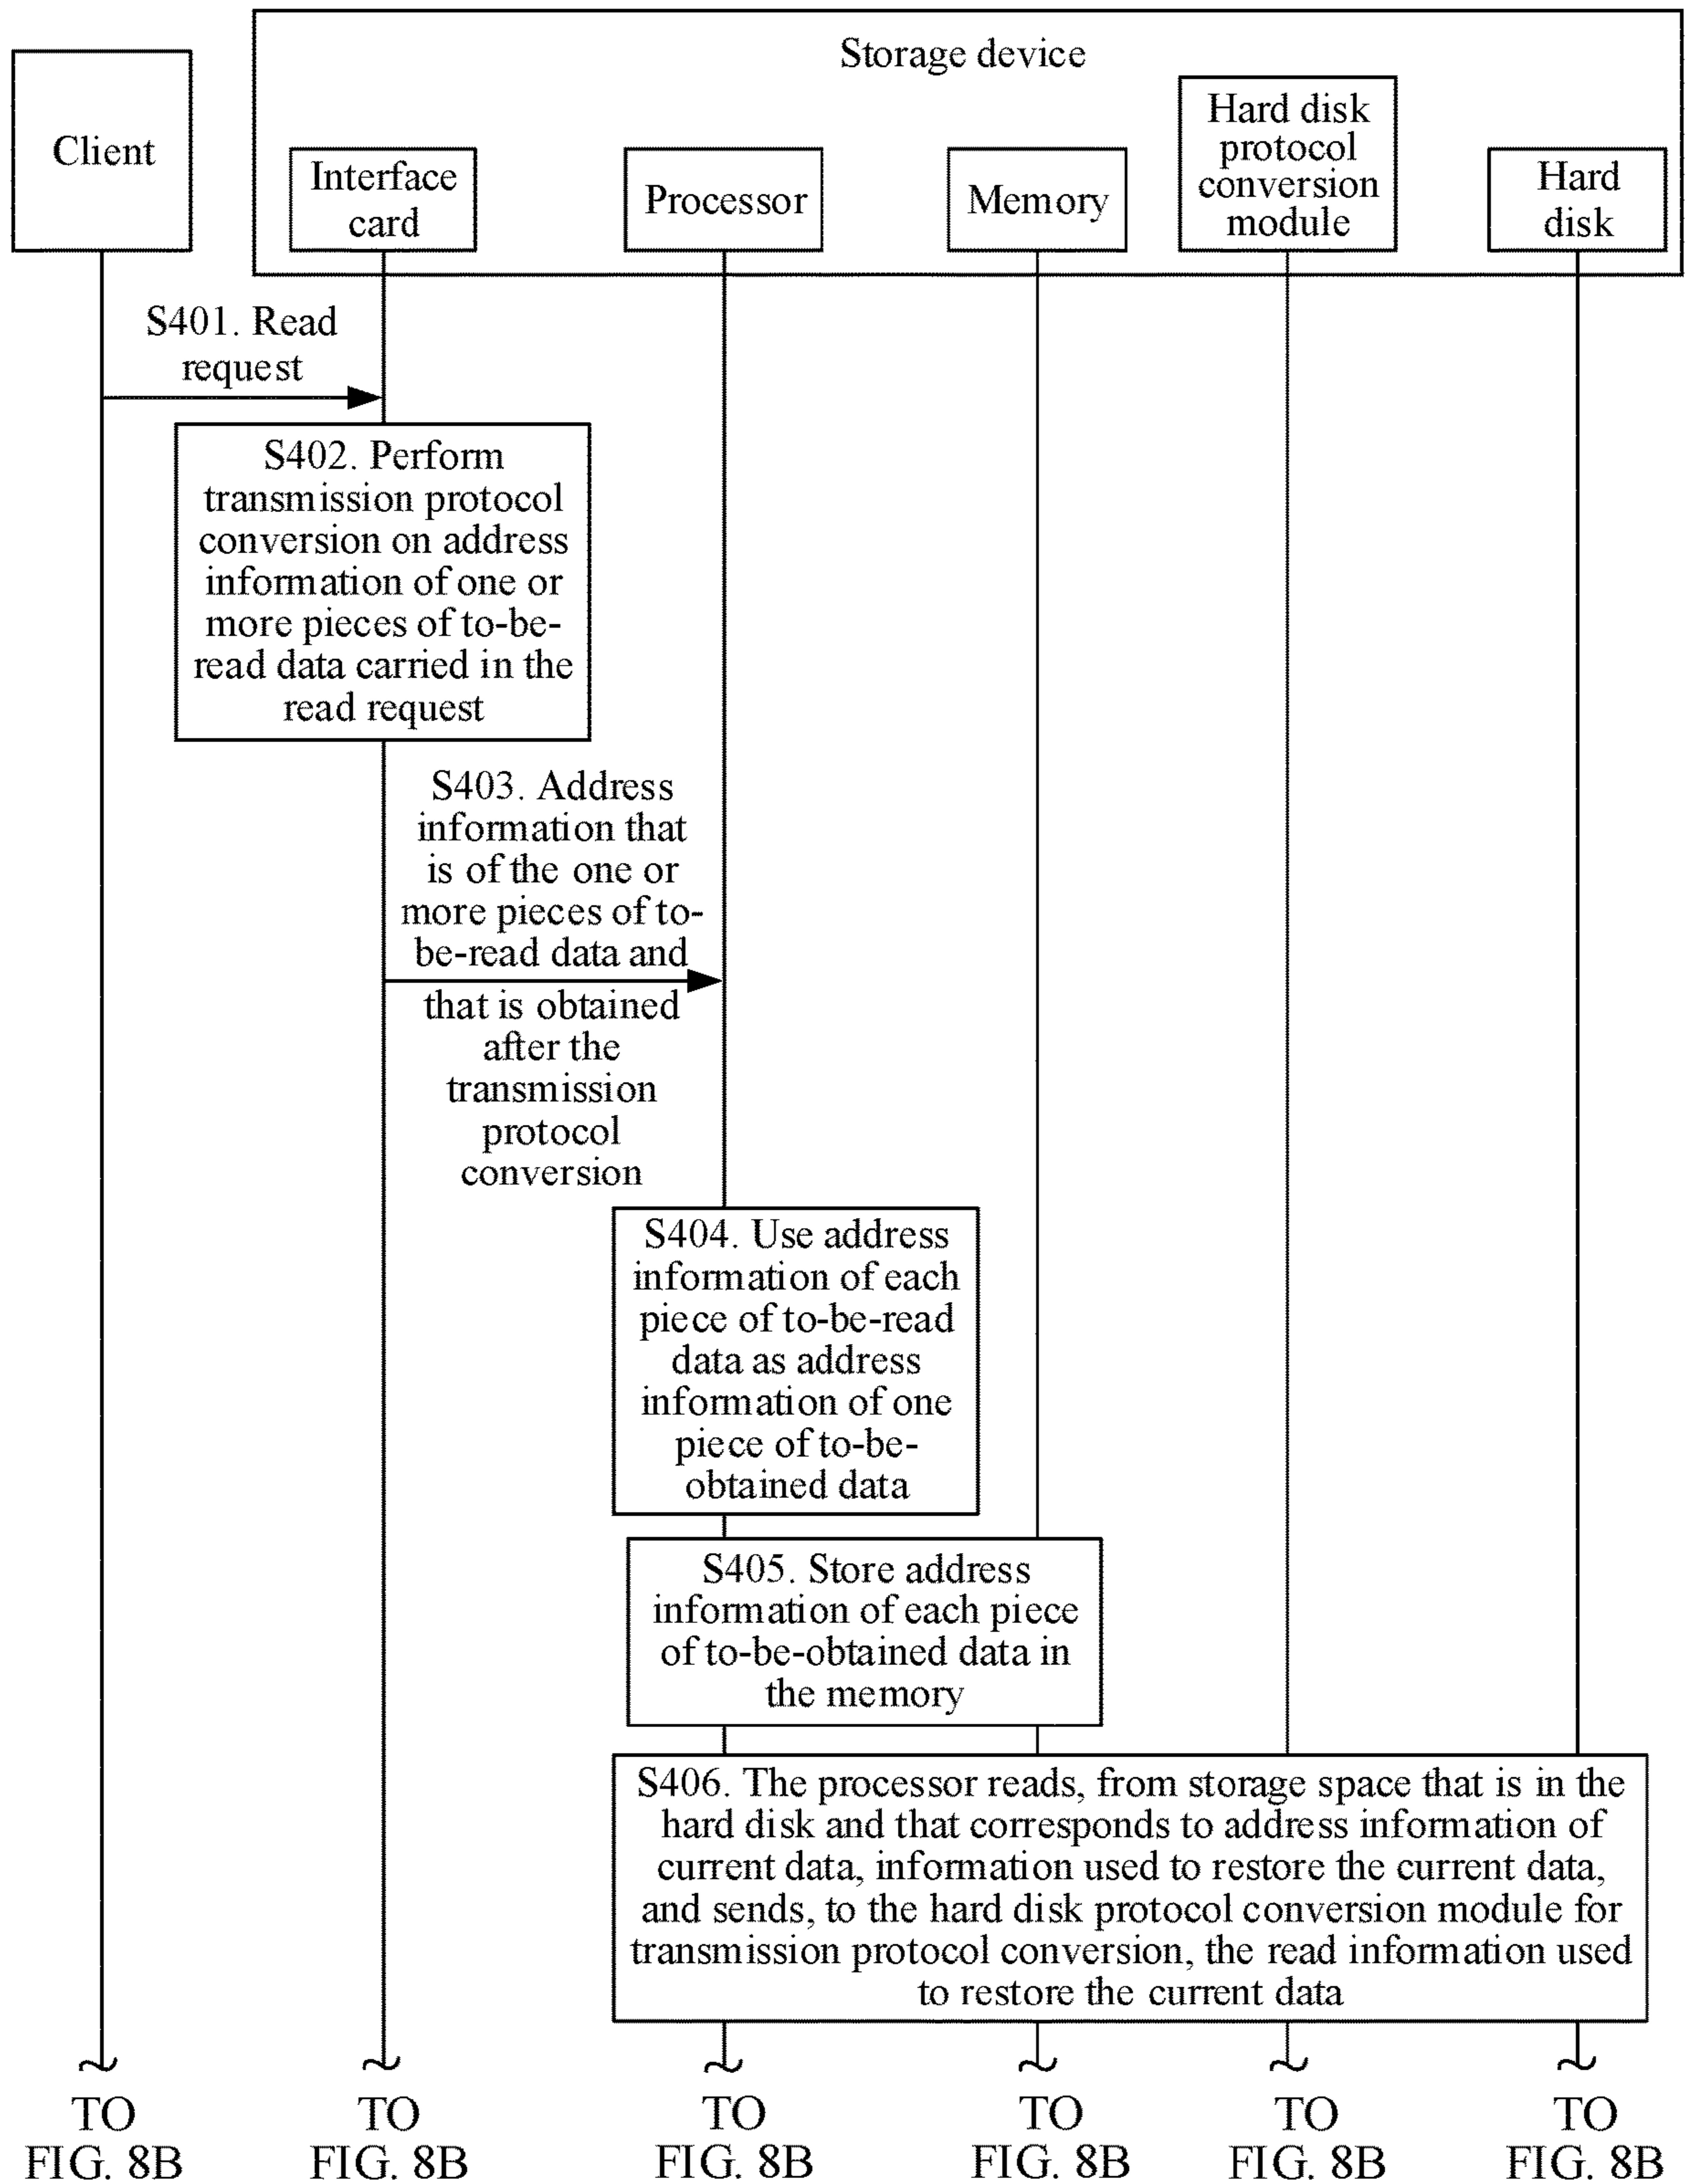 Storage device
Client
Interface
card
Processor
Memory
Hard disk
protocol
conversion
module
Hard
disk
S401. Read
request
S402. Perform
transmission protocol
conversion on address
information of one or
more pieces of to-be-
read data carried in the
read request
S403. Address
information that
is of the one or
more pieces of to-
be-read data and
that is obtained
after the
transmission
protocol
conversion
S404. Use address
information of each
piece of to-be-read
data as address
information of one
piece of to-be-
obtained data
S405. Store address
information of each piece
of to-be-obtained data in
the memory
S406. The processor reads, from storage space that is in the
hard disk and that corresponds to address information of
current data, information used to restore the current data,
and sends, to the hard disk protocol conversion module for
transmission protocol conversion, the read information used
to restore the current data
TO
FIG. 8B
TO
FIG. 8B
TO
FIG. 8B
TO
FIG. 8B
TO
FIG. 8B
TO
FIG. 8B